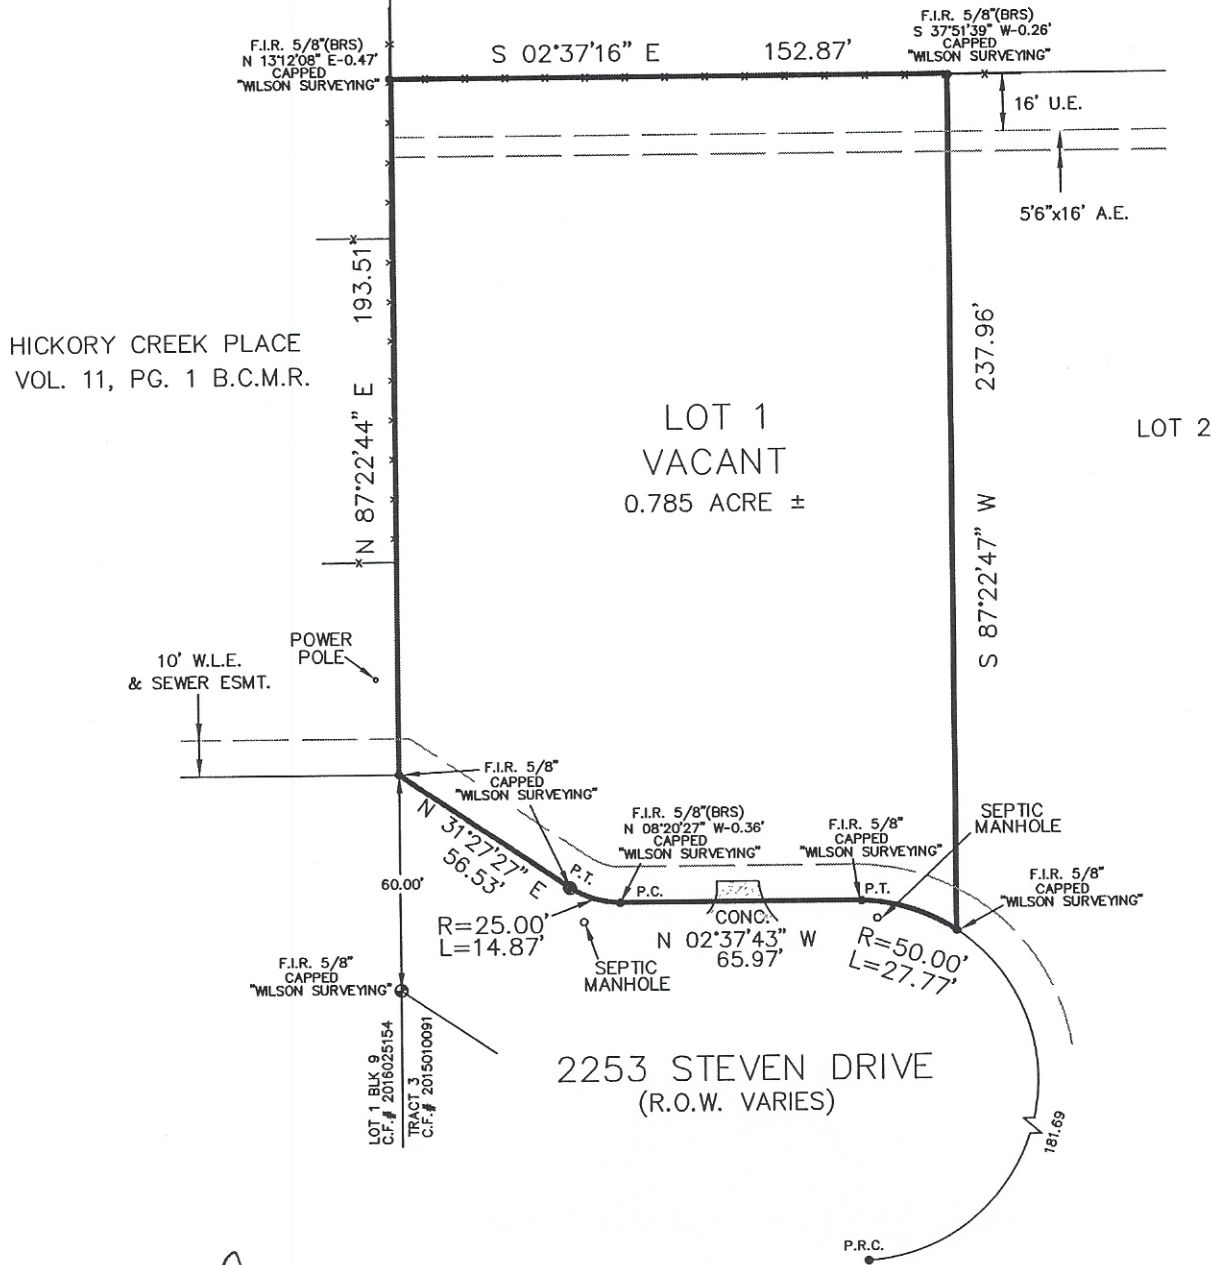 F.I.R. 5/8"(BRS)
N 13°12'08" E-0.47'
CAPPED
"WILSON SURVEYING"
S 02°37'16" E 152.87'
F.I.R. 5/8"(BRS)
S 37°51'39" W-0.26'
CAPPED
"WILSON SURVEYING"
16' U.E.
5'6"x16' A.E.
N 87°22'44" E 193.51'
HICKORY CREEK PLACE
VOL. 11, PG. 1 B.C.M.R.
LOT 1
VACANT
0.785 ACRE ±
S 87°22'47" W 237.96'
LOT 2
POWER
POLE
10' W.L.E.
& SEWER ESMT.
F.I.R. 5/8"
CAPPED
"WILSON SURVEYING"
N 31°27'27" E
56.53'
P.T.
F.I.R. 5/8"(BRS)
N 08°20'27" W-0.36'
CAPPED
"WILSON SURVEYING"
P.C.
F.I.R. 5/8"
CAPPED
"WILSON SURVEYING"
P.T.
SEPTIC
MANHOLE
F.I.R. 5/8"
CAPPED
"WILSON SURVEYING"
60.00'
R=25.00'
L=14.87'
CONC.
N 02°37'43" W
65.97'
R=50.00'
L=27.77'
SEPTIC
MANHOLE
F.I.R. 5/8"
CAPPED
"WILSON SURVEYING"
LOT 1 BLK 9
C.F.# 2016025154
TRACT 3
C.F.# 2015010091
2253 STEVEN DRIVE
(R.O.W. VARIES)
181.69
P.R.C.